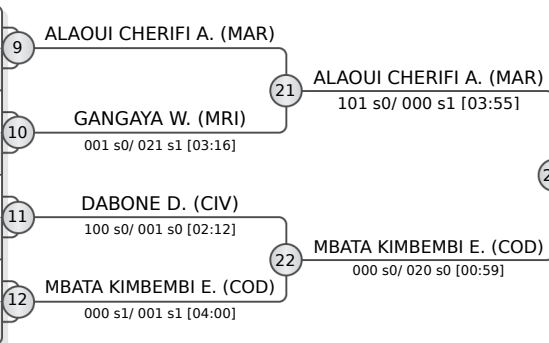 ALAOUI CHERIFI A. (MAR)
9
ALAOUI CHERIFI A. (MAR)
21
101 s0/ 000 s1 [03:55]
GANGAYA W. (MRI)
10
001 s0/ 021 s1 [03:16]
DABONE D. (CIV)
11
100 s0/ 001 s0 [02:12]
MBATA KIMBEMBI E. (COD)
22
000 s0/ 020 s0 [00:59]
MBATA KIMBEMBI E. (COD)
12
000 s1/ 001 s1 [04:00]